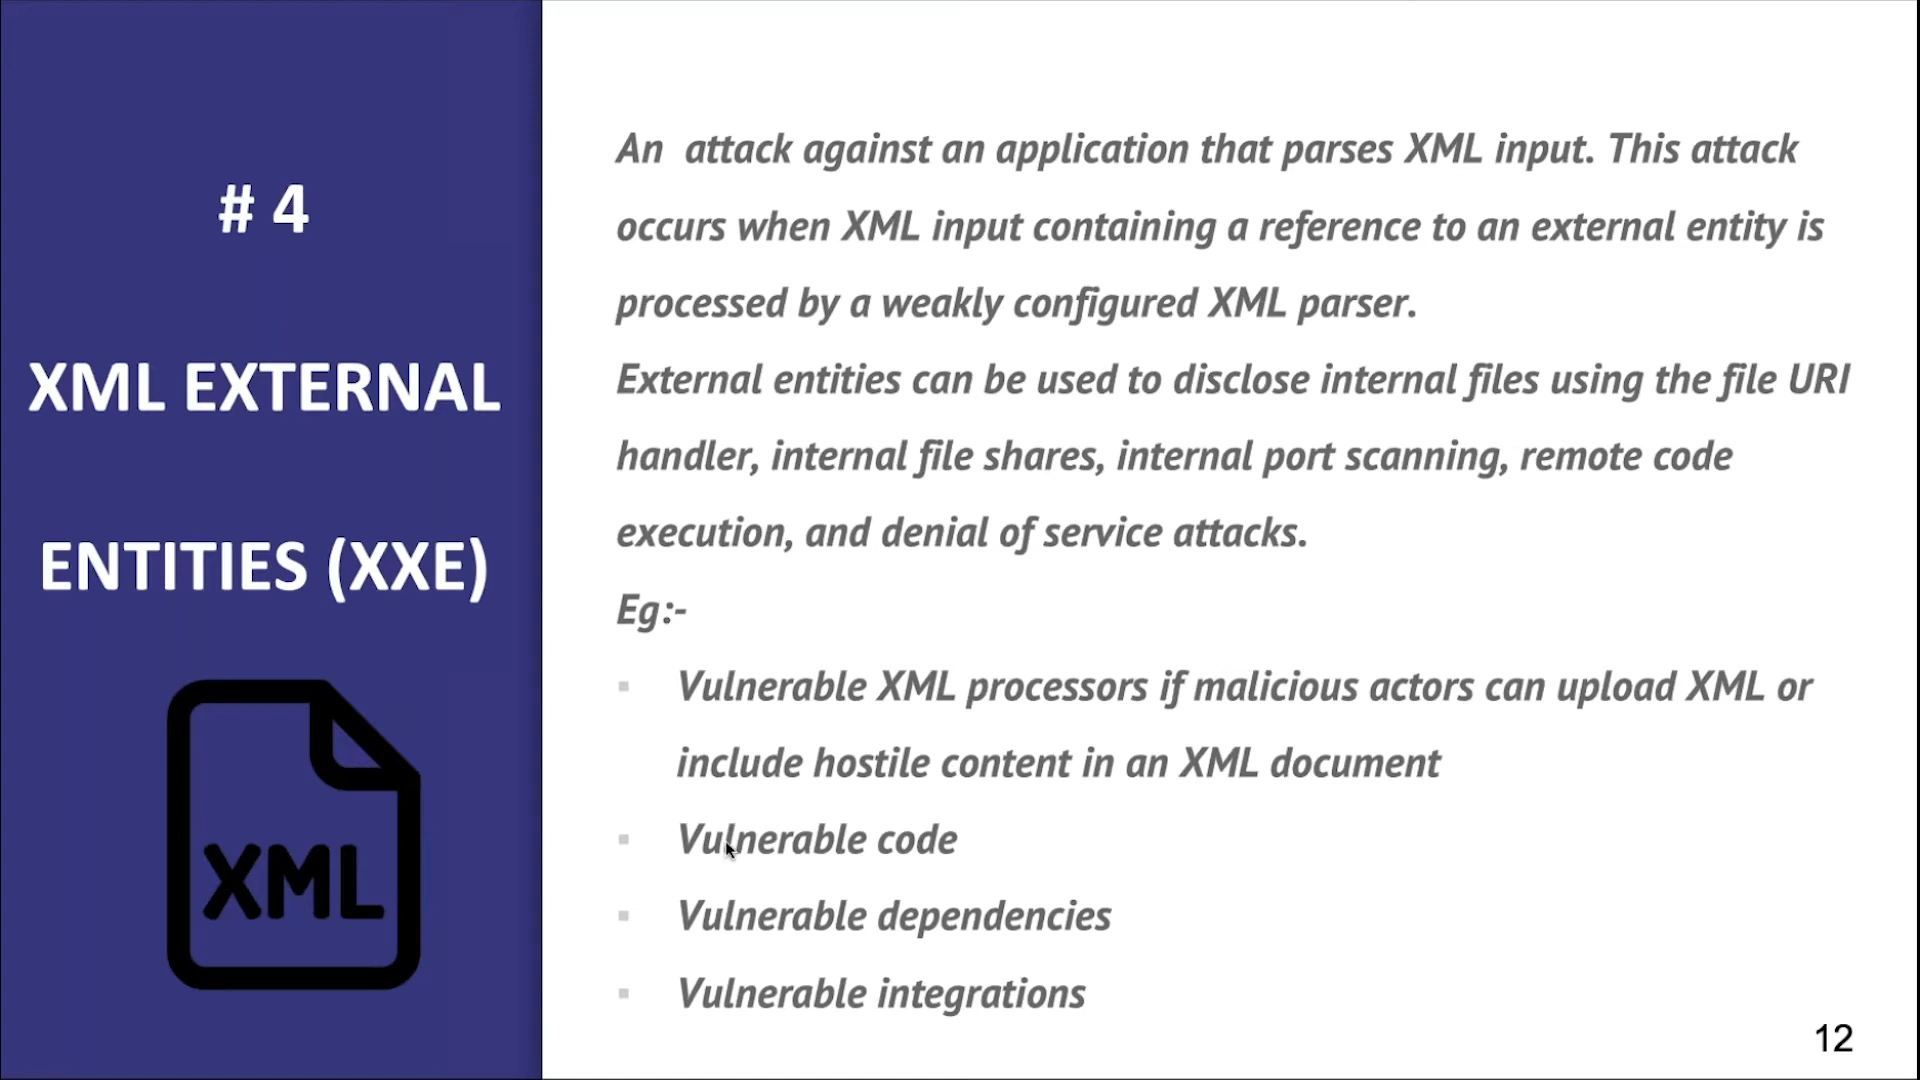 # 4
XML EXTERNAL
ENTITIES (XXE)
XML
An  attack against an application that parses XML input. This attack
occurs when XML input containing a reference to an external entity is
processed by a weakly configured XML parser.
External entities can be used to disclose internal files using the file URI
handler, internal file shares, internal port scanning, remote code
execution, and denial of service attacks.
Eg:-
▪ Vulnerable XML processors if malicious actors can upload XML or
include hostile content in an XML document
▪ Vulnerable code
▪ Vulnerable dependencies
▪ Vulnerable integrations
12